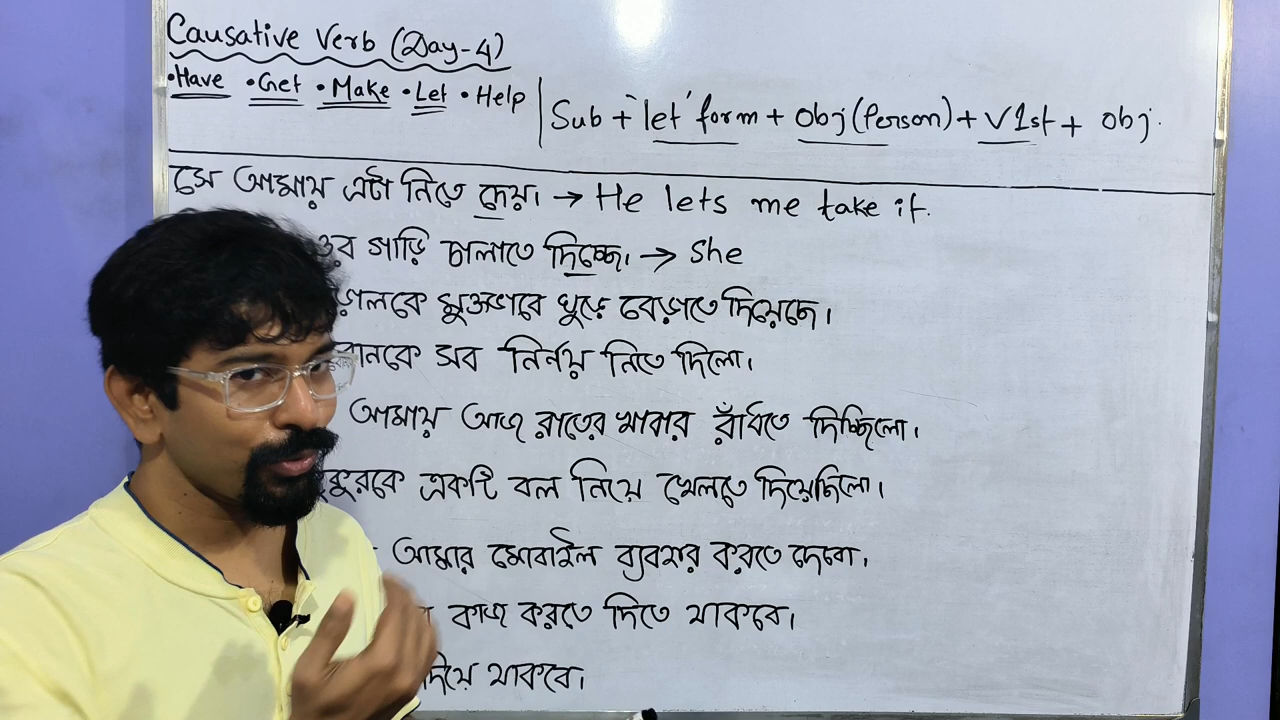 Causative Verb (Day-4)
•Have •Get •Make •Let •Help | Sub + 'let' form + Obj (Person) + V1st + Obj.
সে আমায় এটা নিতে দেয়। → He lets me take it.
ওর গাড়ি চালাতে দিচ্ছে। → She
মুক্তভাবে ঘুড়ে বেড়াতে দিয়েছে।
সব নির্নয় নিতে দিলো।
আমায় আজ রাতের খাবার রাঁধতে দিচ্ছিলো।
একটি বল নিয়ে খেলতে দিয়েছিলো।
আমার মোবাইল ব্যবহার করতে দেবো।
কাজ করতে দিতে থাকবে।
দিয়ে থাকবে।